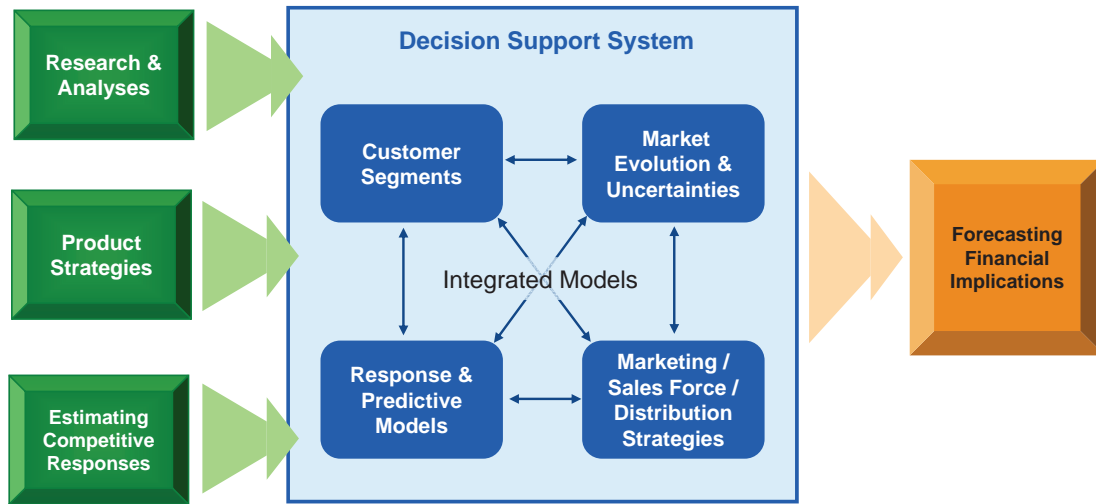 Research &
Analyses
Product
Strategies
Estimating
Competitive
Responses
Decision Support System
Customer
Segments
Market
Evolution &
Uncertainties
Integrated Models
Response &
Predictive
Models
Marketing /
Sales Force /
Distribution
Strategies
Forecasting
Financial
Implications